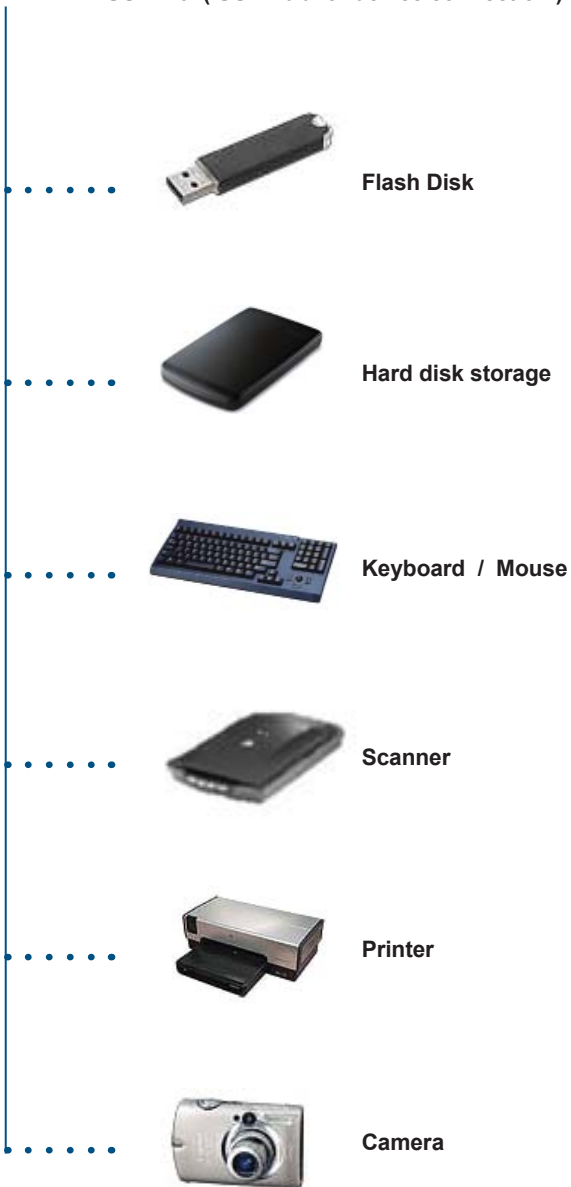 Flash Disk
Hard disk storage
Keyboard / Mouse
Scanner
Printer
Camera